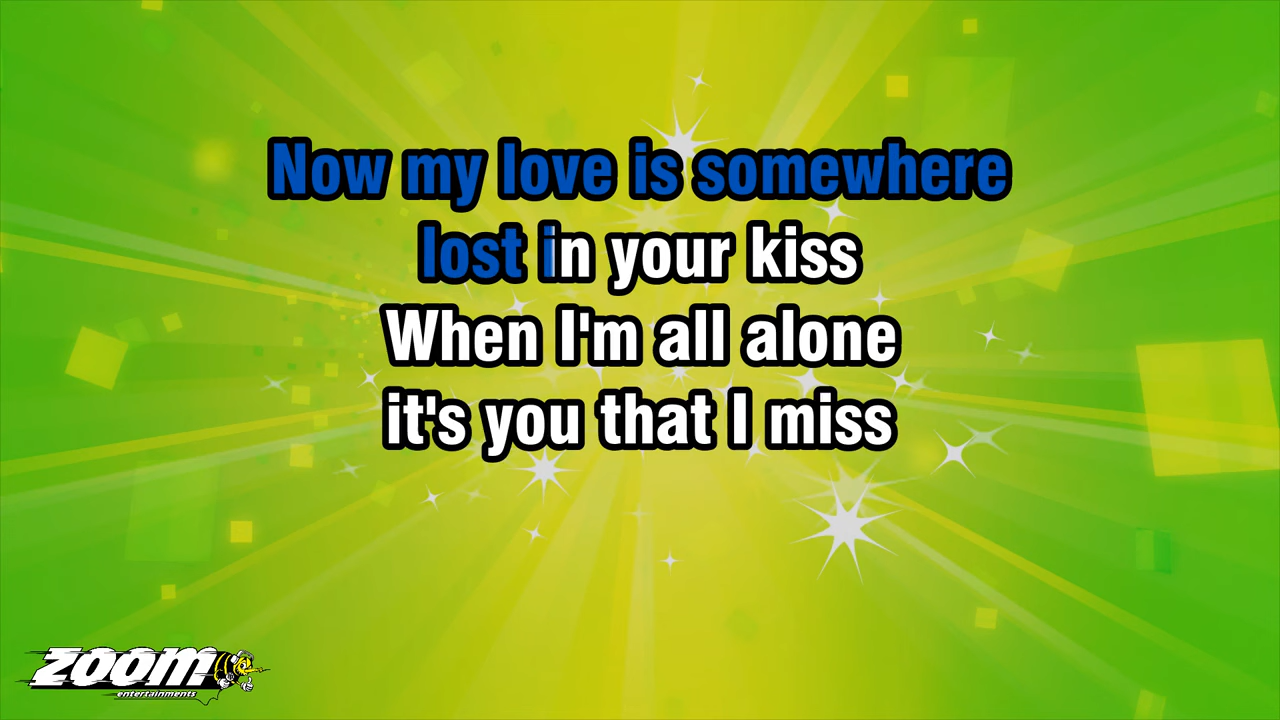 Now my love is somewhere
lost in your kiss
When I'm all alone
it's you that I miss
zoom
entertainments